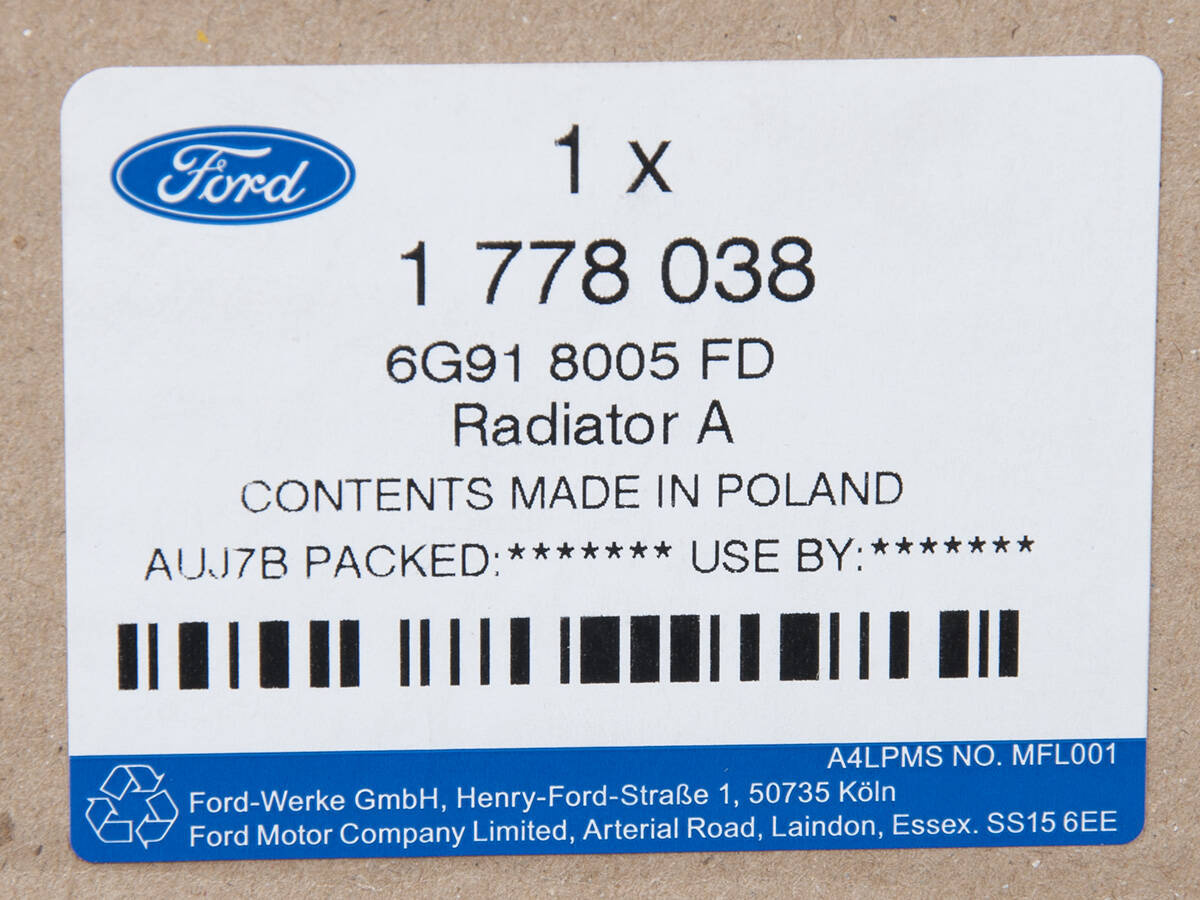 Ford
1 x
1 778 038
6G91 8005 FD
Radiator A
CONTENTS MADE IN POLAND
AUJ7B PACKED:******* USE BY:*******
A4LPMS NO. MFL001
Ford-Werke GmbH, Henry-Ford-Straße 1, 50735 Köln
Ford Motor Company Limited, Arterial Road, Laindon, Essex. SS15 6EE